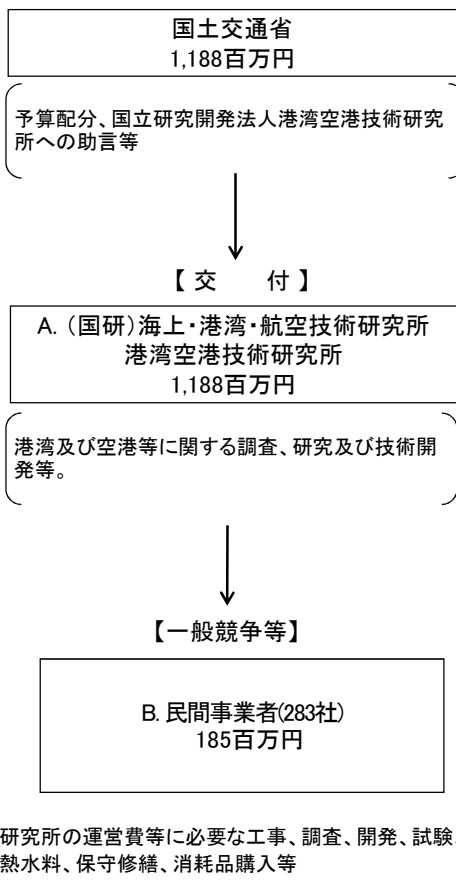 国土交通省
1,188百万円
予算配分、国立研究開発法人港湾空港技術研究
所への助言等
【 交　　付 】
A. （国研）海上・港湾・航空技術研究所
港湾空港技術研究所
1,188百万円
港湾及び空港等に関する調査、研究及び技術開
発等。
【一般競争等】
B. 民間事業者(283社)
185百万円
研究所の運営費等に必要な工事、調査、開発、試験、
熱水料、保守修繕、消耗品購入等